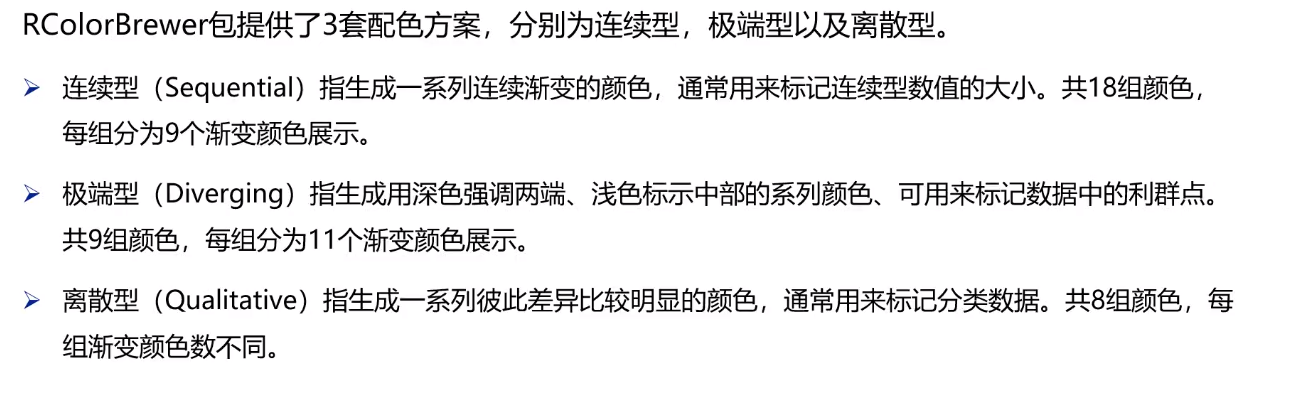 RColorBrewer包提供了3套配色方案，分别为连续型，极端型以及离散型。
➢ 连续型（Sequential）指生成一系列连续渐变的颜色，通常用来标记连续型数值的大小。共18组颜色，
每组分为9个渐变颜色展示。
➢ 极端型（Diverging）指生成用深色强调两端、浅色标示中部的系列颜色、可用来标记数据中的利群点。
共9组颜色，每组分为11个渐变颜色展示。
➢ 离散型（Qualitative）指生成一系列彼此差异比较明显的颜色，通常用来标记分类数据。共8组颜色，每
组渐变颜色数不同。